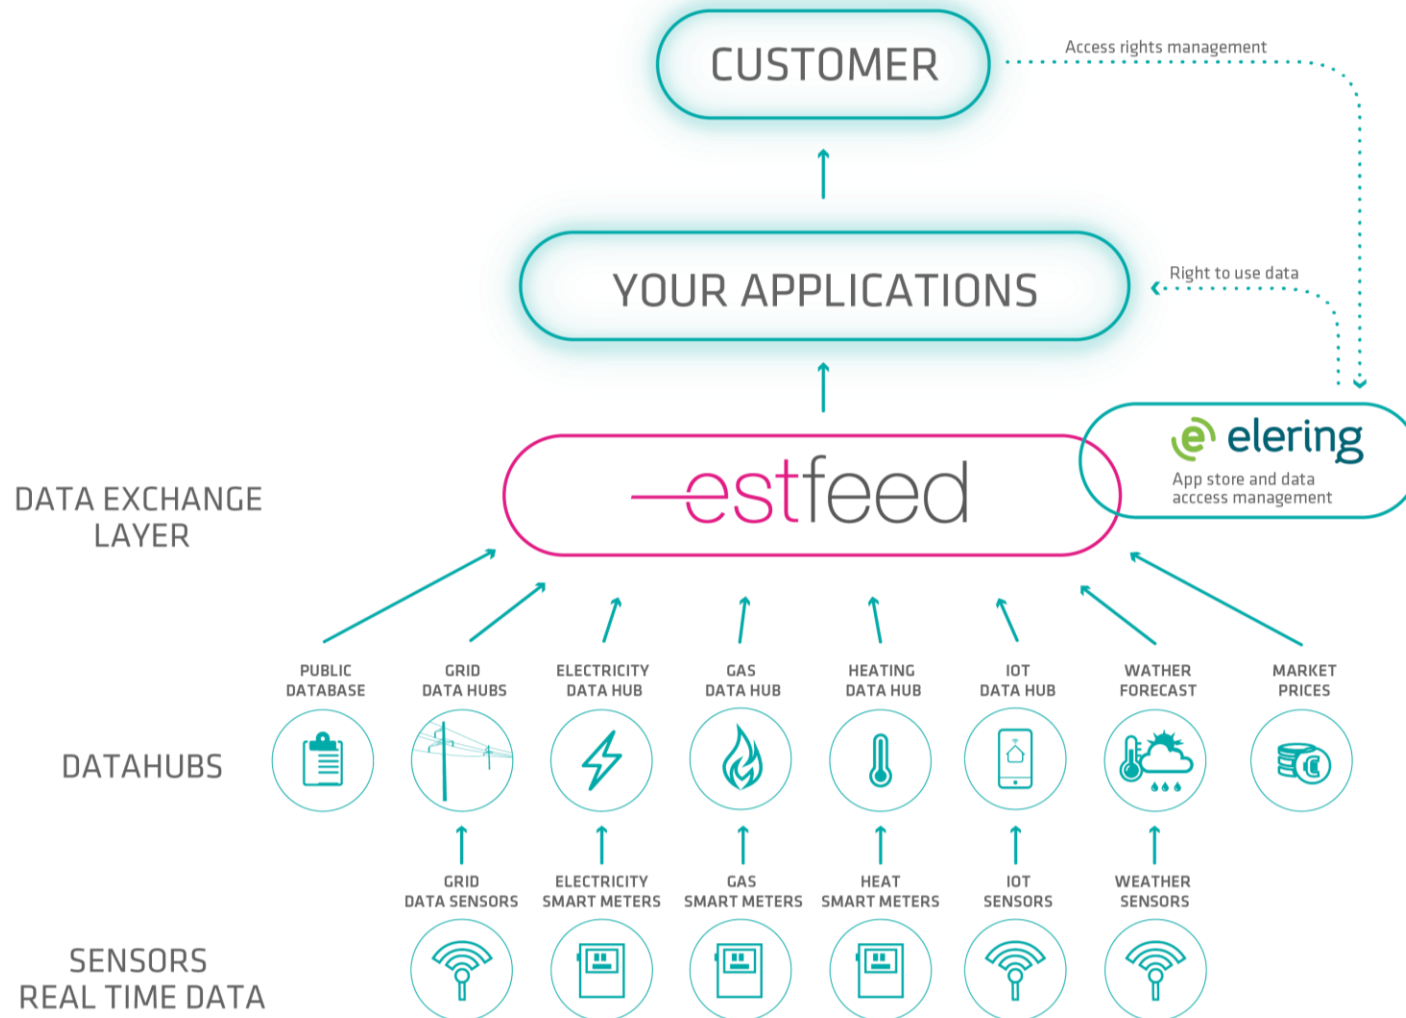 CUSTOMER
Access rights management
YOUR APPLICATIONS
Right to use data
DATA EXCHANGE
LAYER
estfeed
e elering
App store and data
acccess management
PUBLIC
DATABASE
GRID
DATA HUBS
ELECTRICITY
DATA HUB
GAS
DATA HUB
HEATING
DATA HUB
IOT
DATA HUB
WATHER
FORECAST
MARKET
PRICES
DATAHUBS
GRID
DATA SENSORS
ELECTRICITY
SMART METERS
GAS
SMART METERS
HEAT
SMART METERS
IOT
SENSORS
WEATHER
SENSORS
SENSORS
REAL TIME DATA